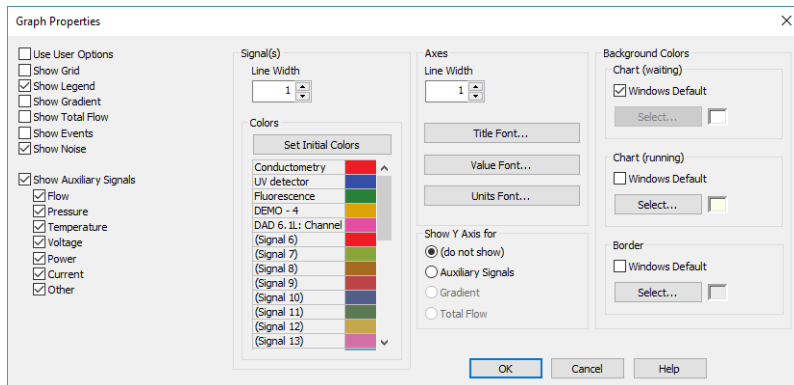 Graph Properties
Use User Options
Show Grid
Show Legend
Show Gradient
Show Total Flow
Show Events
Show Noise
Show Auxiliary Signals
Flow
Pressure
Temperature
Voltage
Power
Current
Other
Signal(s)
Line Width
1
Colors
Set Initial Colors
Conductometry
UV detector
Fluorescence
DEMO - 4
DAD 6.1L: Channel
(Signal 6)
(Signal 7)
(Signal 8)
(Signal 9)
(Signal 10)
(Signal 11)
(Signal 12)
(Signal 13)
Axes
Line Width
1
Title Font...
Value Font...
Units Font...
Show Y Axis for
(do not show)
Auxiliary Signals
Gradient
Total Flow
Background Colors
Chart (waiting)
Windows Default
Select...
Chart (running)
Windows Default
Select...
Border
Windows Default
Select...
OK
Cancel
Help